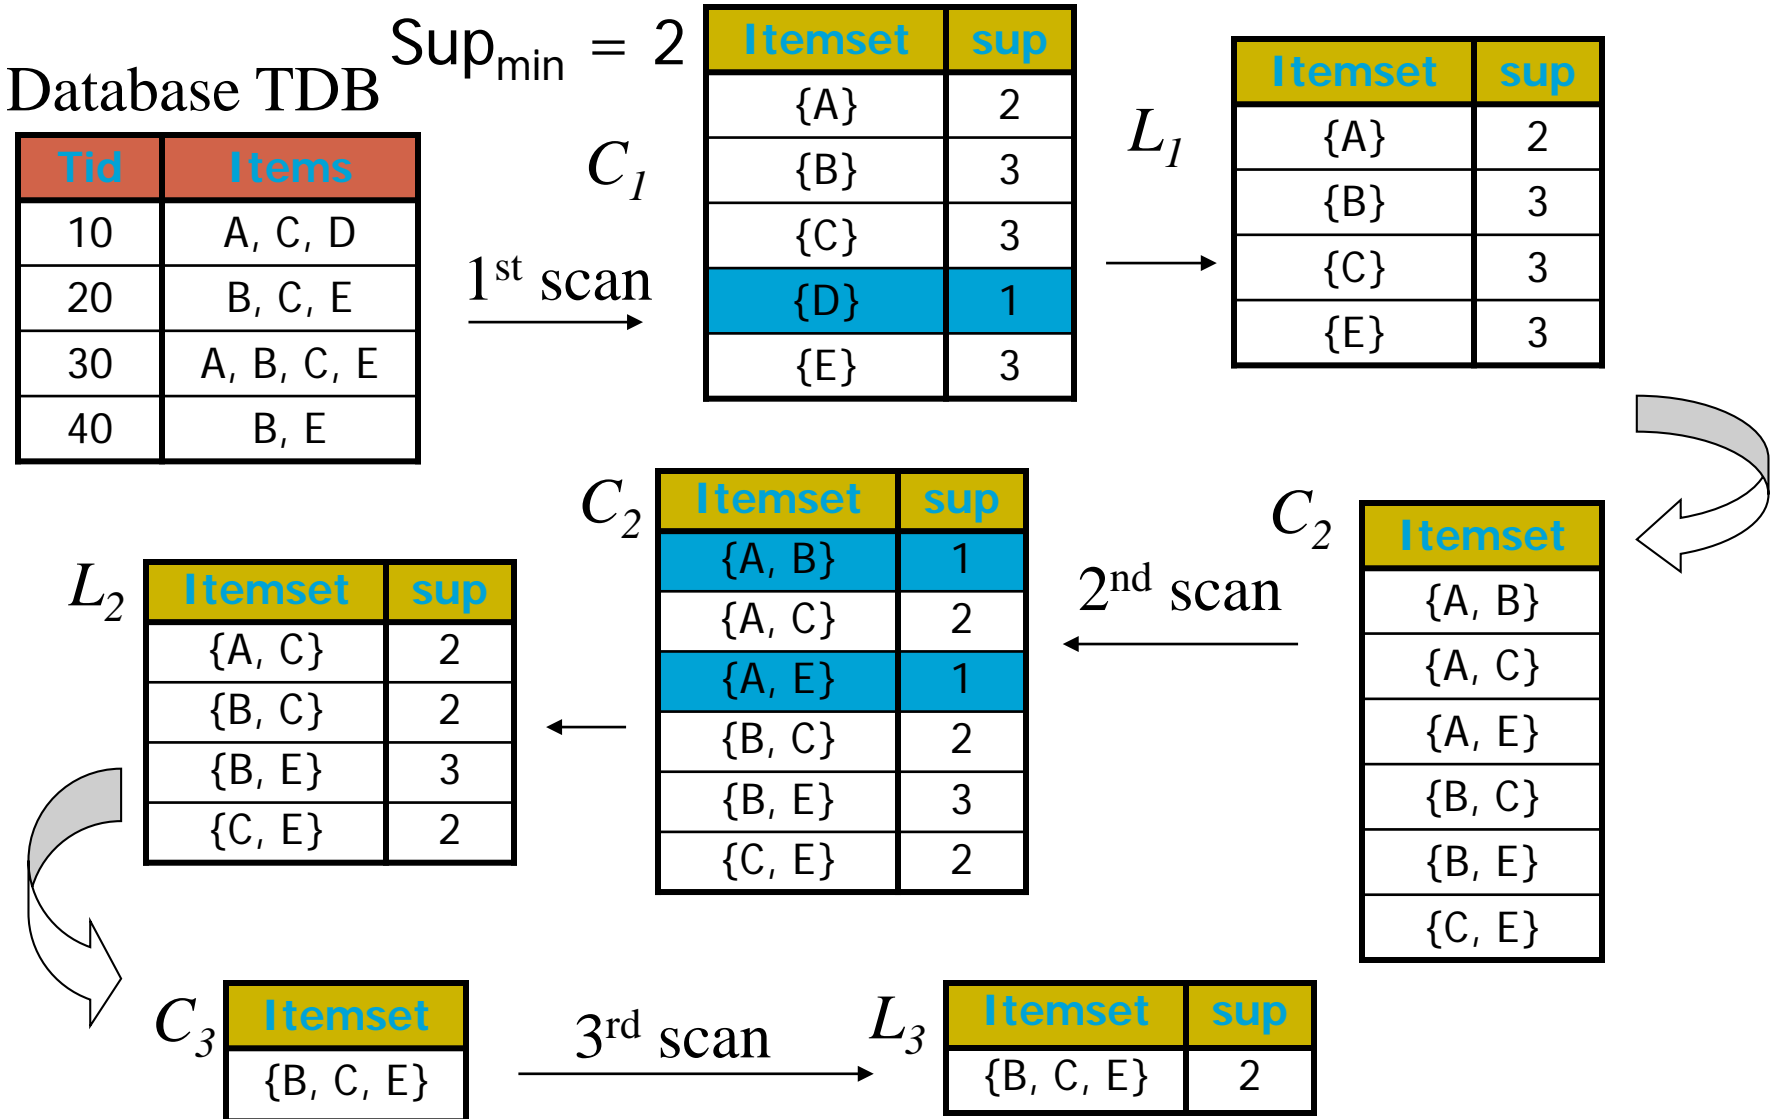 Sup_min = 2
Database TDB
Tid Items
10 A, C, D
20 B, C, E
30 A, B, C, E
40 B, E
1st scan
C1
Itemset sup
{A} 2
{B} 3
{C} 3
{D} 1
{E} 3
L1
Itemset sup
{A} 2
{B} 3
{C} 3
{E} 3
C2
Itemset
{A, B}
{A, C}
{A, E}
{B, C}
{B, E}
{C, E}
2nd scan
C2
Itemset sup
{A, B} 1
{A, C} 2
{A, E} 1
{B, C} 2
{B, E} 3
{C, E} 2
L2
Itemset sup
{A, C} 2
{B, C} 2
{B, E} 3
{C, E} 2
C3
Itemset
{B, C, E}
3rd scan
L3
Itemset sup
{B, C, E} 2